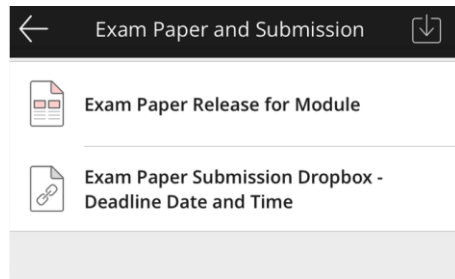 Exam Paper and Submission
Exam Paper Release for Module
Exam Paper Submission Dropbox -
Deadline Date and Time